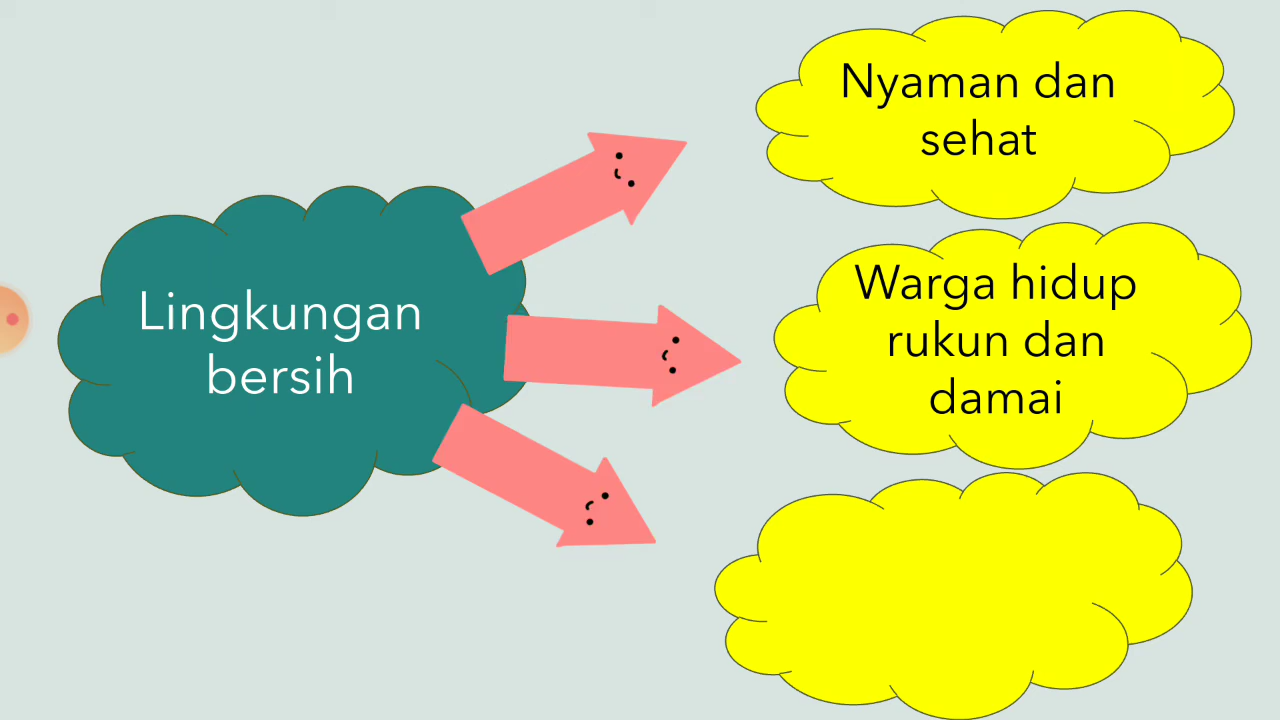 Lingkungan
bersih
Nyaman dan
sehat
Warga hidup
rukun dan
damai